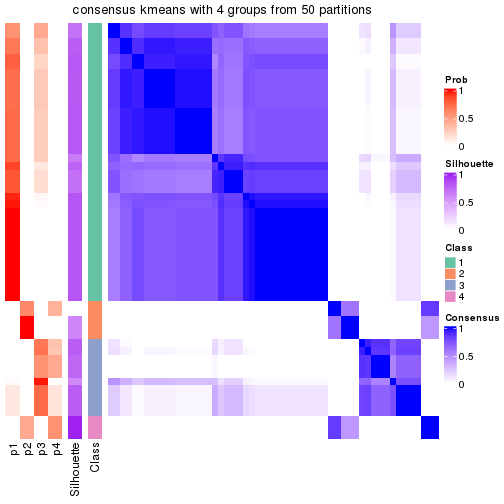 consensus kmeans with 4 groups from 50 partitions
Prob
1
0.5
0
Silhouette
1
0.5
0
Class
1
2
3
4
Consensus
1
0.5
0
p1
p2
p3
p4
Silhouette
Class